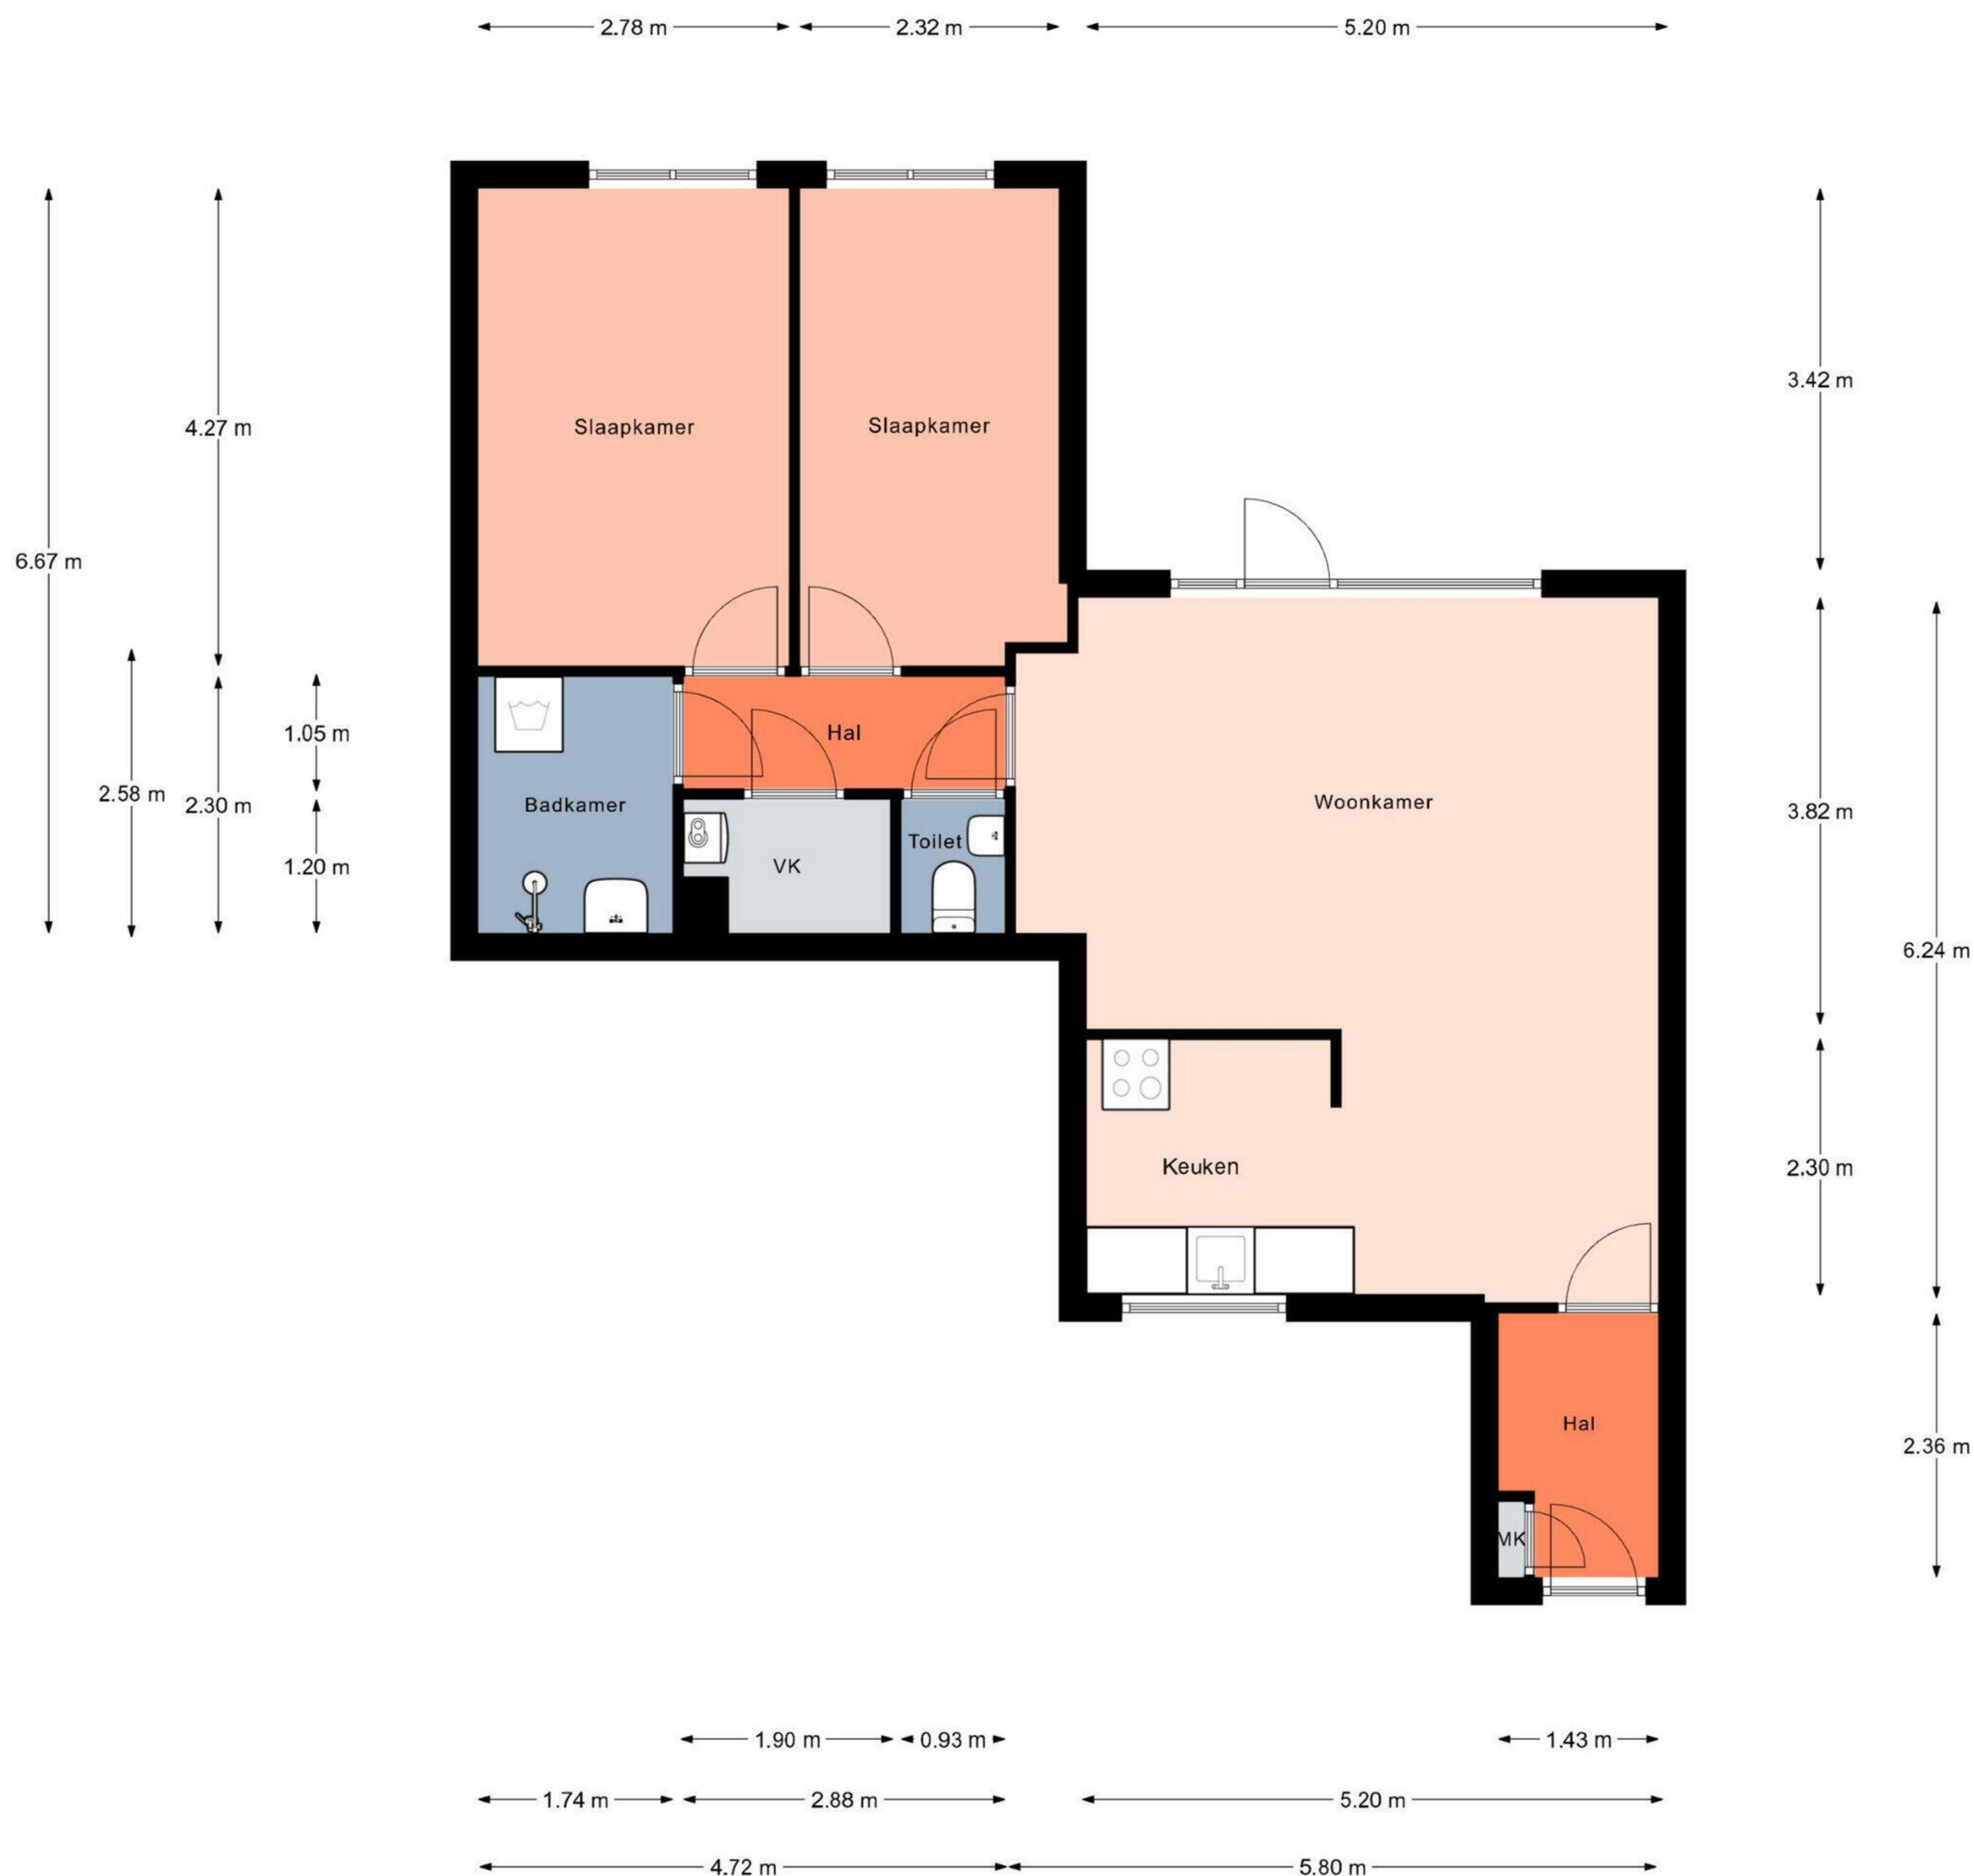 2.78 m 2.32 m 5.20 m
3.42 m
4.27 m
Slaapkamer Slaapkamer
6.67 m
1.05 m
Hal
2.58 m
2.30 m
Badkamer
Woonkamer
3.82 m
Toilet
1.20 m
VK
6.24 m
Keuken
2.30 m
Hal
2.36 m
MK
1.90 m 0.93 m 1.43 m
1.74 m 2.88 m 5.20 m
4.72 m 5.80 m